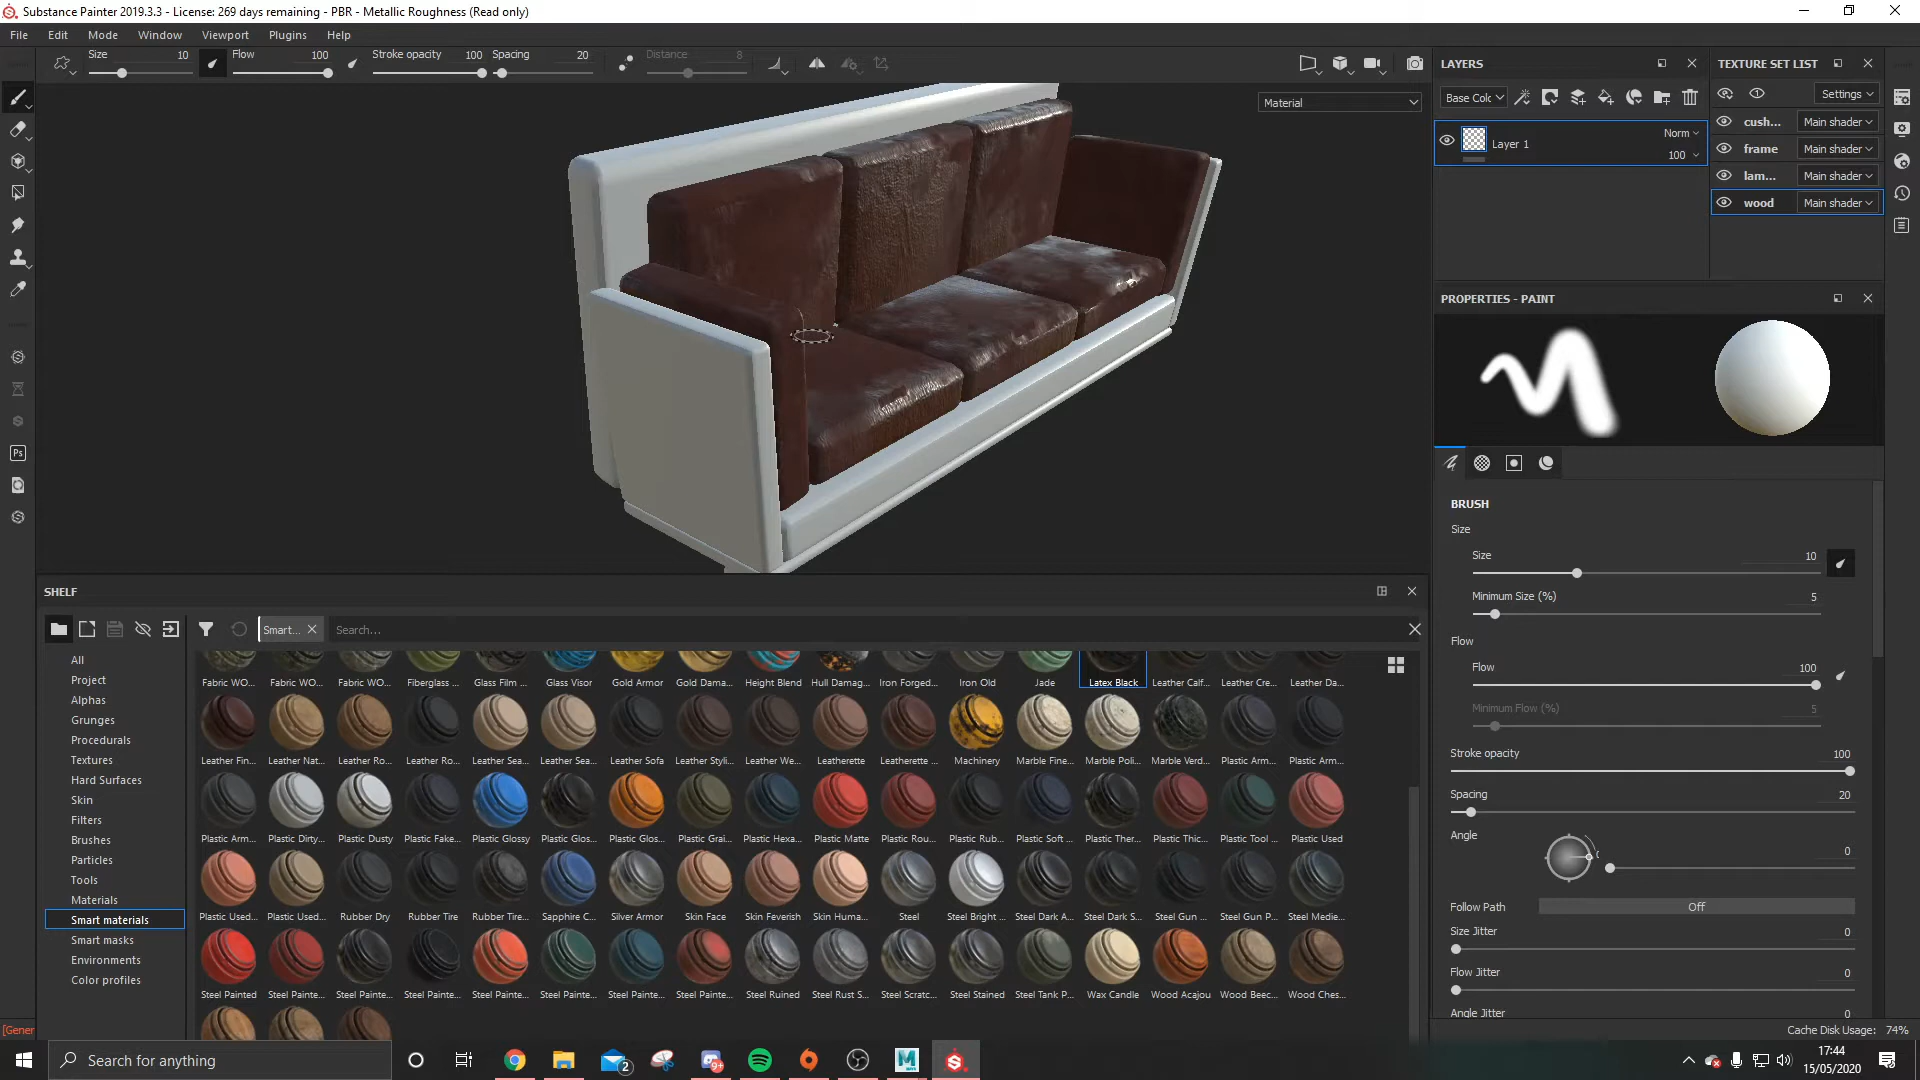 Substance Painter 2019.3.3 - License: 269 days remaining - PBR - Metallic Roughness (Read only)
File Edit Mode Window Viewport Plugins Help
Size 10 Flow 100 Stroke opacity 100 Spacing 20 Distance 8
Material
LAYERS
Base Colc
Layer 1
Norm
100
TEXTURE SET LIST
Settings
cush... Main shader
frame Main shader
lam... Main shader
wood Main shader
PROPERTIES - PAINT
BRUSH
Size
Size 10
Minimum Size (%) 5
Flow
Flow 100
Minimum Flow (%) 5
Stroke opacity 100
Spacing 20
Angle 0
Follow Path Off
Size Jitter 0
Flow Jitter 0
Angle Jitter 0
Ps
SHELF
Smart... Search...
All
Project
Alphas
Grunges
Procedurals
Textures
Hard Surfaces
Skin
Filters
Brushes
Particles
Tools
Materials
Smart materials
Smart masks
Environments
Color profiles
Fabric WO... Fabric WO... Fabric WO... Fiberglass ... Glass Film ... Glass Visor Gold Armor Gold Dama... Height Blend Hull Damag... Iron Forged... Iron Old Jade Latex Black Leather Calf... Leather Cre... Leather Da...
Leather Fin... Leather Nat... Leather Ro... Leather Ro... Leather Sea... Leather Sea... Leather Sofa Leather Styli... Leather We... Leatherette Leatherette ... Machinery Marble Fine... Marble Poli... Marble Verd... Plastic Arm... Plastic Arm...
Plastic Arm... Plastic Dirty... Plastic Dusty Plastic Fake... Plastic Glossy Plastic Glos... Plastic Glos... Plastic Grai... Plastic Hexa... Plastic Matte Plastic Rou... Plastic Rub... Plastic Soft ... Plastic Ther... Plastic Thic... Plastic Tool ... Plastic Used
Plastic Used... Plastic Used... Rubber Dry Rubber Tire Rubber Tire... Sapphire C... Silver Armor Skin Face Skin Feverish Skin Huma... Steel Steel Bright ... Steel Dark A... Steel Dark S... Steel Gun ... Steel Gun P... Steel Medie...
Steel Painted Steel Painte... Steel Painte... Steel Painte... Steel Painte... Steel Painte... Steel Painte... Steel Painte... Steel Ruined Steel Rust S... Steel Scratc... Steel Stained Steel Tank P... Wax Candle Wood Acajou Wood Beec... Wood Ches...
[Gener
Cache Disk Usage: 74%
Search for anything
2
9+
17:44
15/05/2020